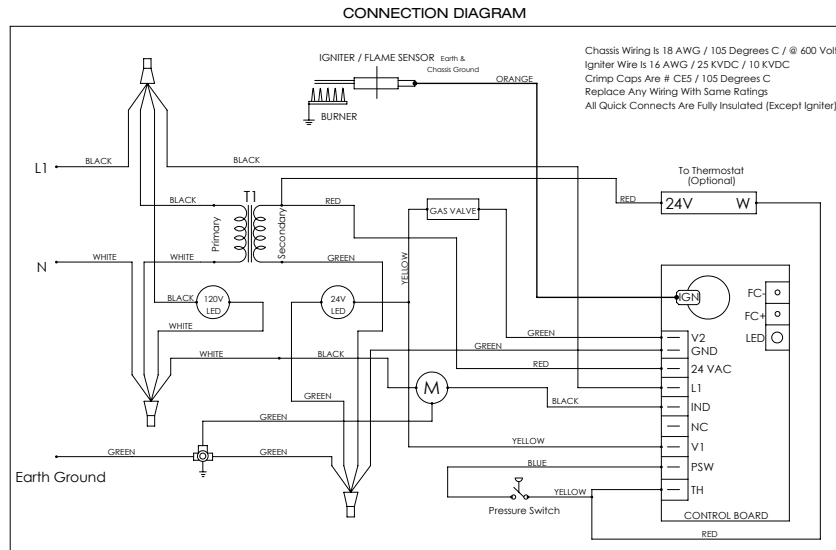 CONNECTION DIAGRAM
IGNITER / FLAME SENSOR
Earth &
Chassis Ground
ORANGE
BURNER
Chassis Wiring Is 18 AWG / 105 Degrees C / @ 600 Volts
Igniter Wire Is 16 AWG / 25 KVDC / 10 KVDC
Crimp Caps Are # CE5 / 105 Degrees C
Replace Any Wiring With Same Ratings
All Quick Connects Are Fully Insulated (Except Igniter)
L1
BLACK
BLACK
To Thermostat
(Optional)
BLACK
T1
RED
RED
24V
W
GAS VALVE
Primary
Secondary
N
WHITE
WHITE
GREEN
YELLOW
BLACK
120V
LED
24V
LED
IGN
FC-
FC+
LED
WHITE
GREEN
V2
GREEN
GND
WHITE
BLACK
RED
24 VAC
M
L1
GREEN
BLACK
IND
GREEN
NC
GREEN
GREEN
YELLOW
V1
Earth Ground
BLUE
PSW
YELLOW
TH
Pressure Switch
CONTROL BOARD
RED